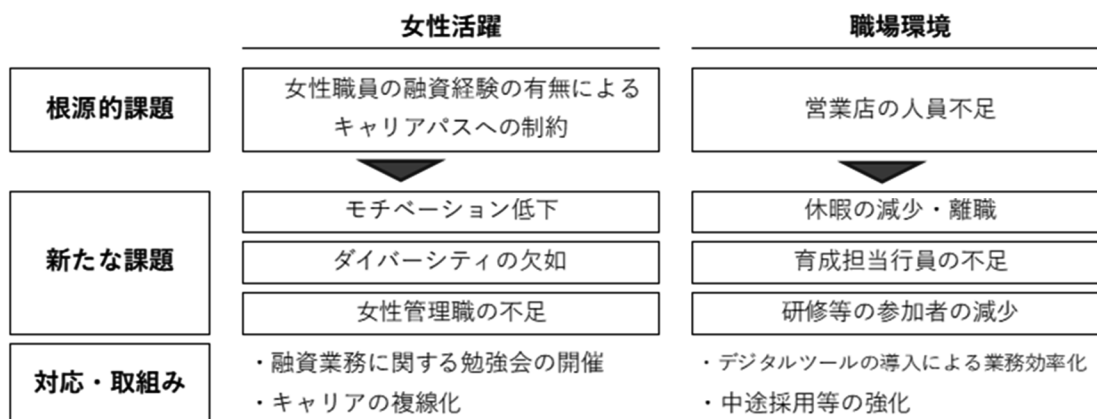 女性活躍
職場環境
根源的課題
女性職員の融資経験の有無による
キャリアパスへの制約
営業店の人員不足
新たな課題
モチベーション低下
休暇の減少・離職
ダイバーシティの欠如
育成担当行員の不足
女性管理職の不足
研修等の参加者の減少
対応・取組み
・融資業務に関する勉強会の開催
・キャリアの複線化
・デジタルツールの導入による業務効率化
・中途採用等の強化